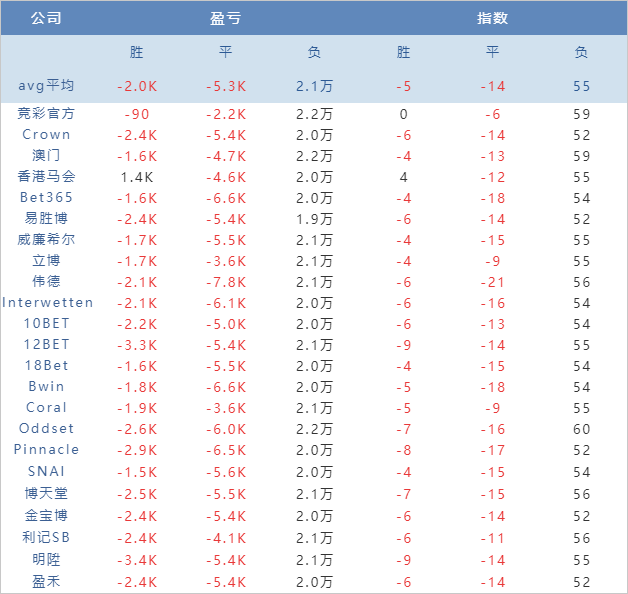 公司 盈亏 指数
胜 平 负 胜 平 负
avg平均 -2.0K -5.3K 2.1万 -5 -14 55
竞彩官方 -90 -2.2K 2.2万 0 -6 59
Crown -2.4K -5.4K 2.0万 -6 -14 52
澳门 -1.6K -4.7K 2.2万 -4 -13 59
香港马会 1.4K -4.6K 2.0万 4 -12 55
Bet365 -1.6K -6.6K 2.0万 -4 -18 54
易胜博 -2.4K -5.4K 1.9万 -6 -14 52
威廉希尔 -1.7K -5.5K 2.1万 -4 -15 55
立博 -1.7K -3.6K 2.1万 -4 -9 55
伟德 -2.1K -7.8K 2.1万 -6 -21 56
Interwetten -2.1K -6.1K 2.0万 -6 -16 54
10BET -2.2K -5.0K 2.0万 -6 -13 54
12BET -3.3K -5.4K 2.1万 -9 -14 55
18Bet -1.6K -5.5K 2.0万 -4 -15 54
Bwin -1.8K -6.6K 2.0万 -5 -18 54
Coral -1.9K -3.6K 2.1万 -5 -9 55
Oddset -2.6K -6.0K 2.2万 -7 -16 60
Pinnacle -2.9K -6.5K 2.0万 -8 -17 52
SNAI -1.5K -5.6K 2.0万 -4 -15 54
博天堂 -2.5K -5.5K 2.1万 -7 -15 56
金宝博 -2.4K -5.4K 2.0万 -6 -14 52
利记SB -2.4K -4.1K 2.1万 -6 -11 56
明陞 -3.4K -5.4K 2.1万 -9 -14 55
盈禾 -2.4K -5.4K 2.0万 -6 -14 52